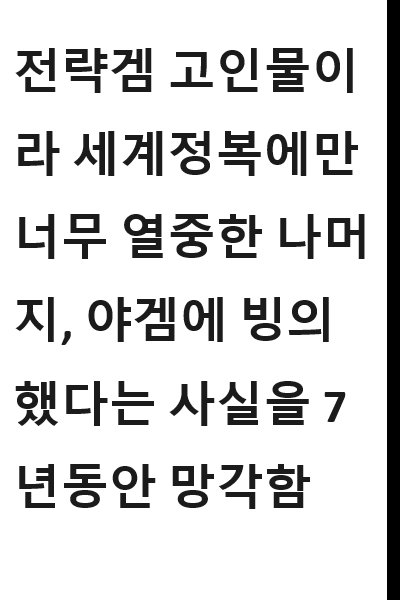 전략겜 고인물이
라 세계정복에만
너무 열중한 나머
지, 야겜에 빙의
했다는 사실을 7
년동안 망각함